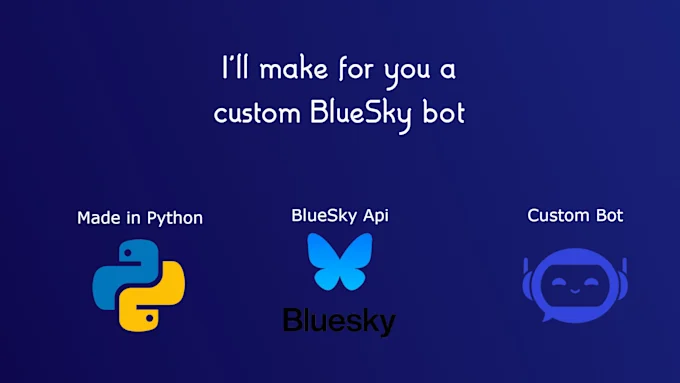 I'll make for you a
custom BlueSky bot
Made in Python
BlueSky Api
Custom Bot
Bluesky